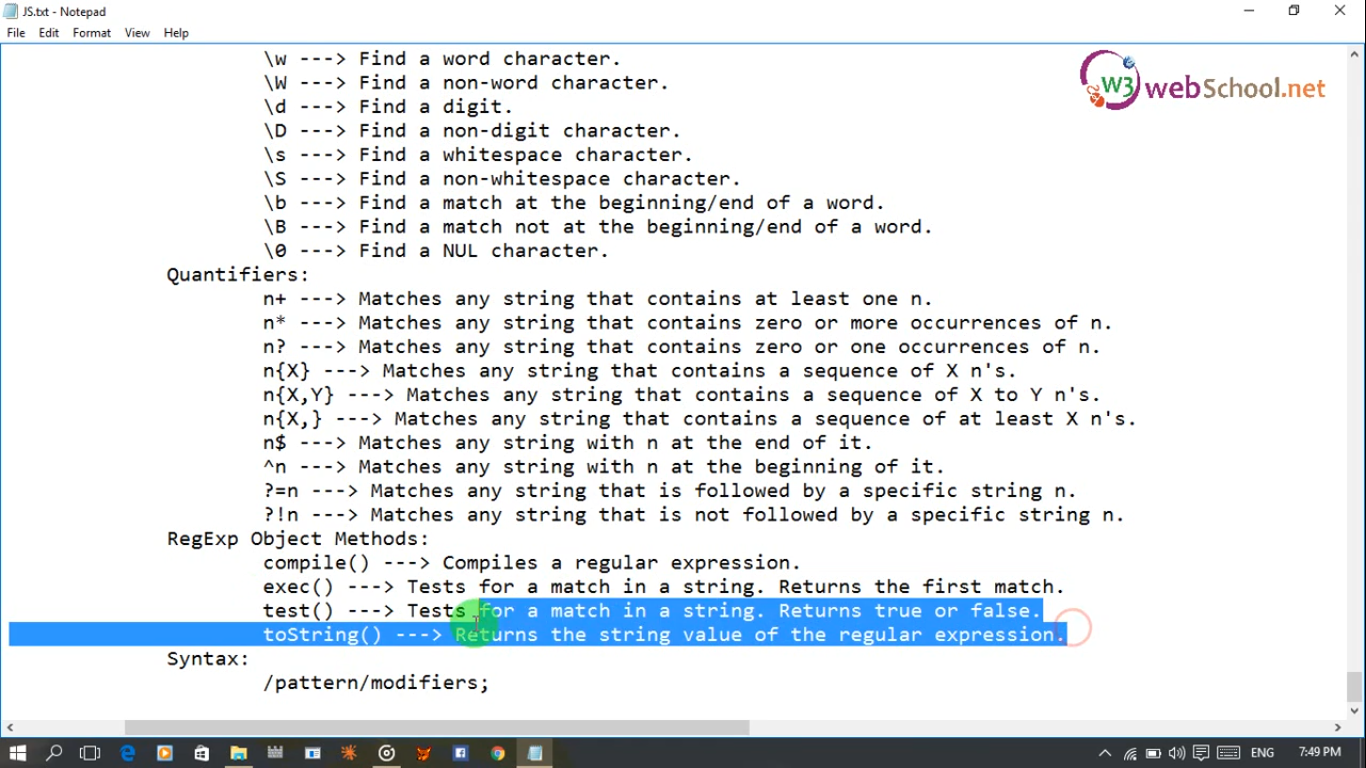 JS.txt - Notepad
File Edit Format View Help
W3 webSchool.net
\w ---> Find a word character.
\W ---> Find a non-word character.
\d ---> Find a digit.
\D ---> Find a non-digit character.
\s ---> Find a whitespace character.
\S ---> Find a non-whitespace character.
\b ---> Find a match at the beginning/end of a word.
\B ---> Find a match not at the beginning/end of a word.
\0 ---> Find a NUL character.
Quantifiers:
n+ ---> Matches any string that contains at least one n.
n* ---> Matches any string that contains zero or more occurrences of n.
n? ---> Matches any string that contains zero or one occurrences of n.
n{X} ---> Matches any string that contains a sequence of X n's.
n{X,Y} ---> Matches any string that contains a sequence of X to Y n's.
n{X,} ---> Matches any string that contains a sequence of at least X n's.
n$ ---> Matches any string with n at the end of it.
^n ---> Matches any string with n at the beginning of it.
?=n ---> Matches any string that is followed by a specific string n.
?!n ---> Matches any string that is not followed by a specific string n.
RegExp Object Methods:
compile() ---> Compiles a regular expression.
exec() ---> Tests for a match in a string. Returns the first match.
test() ---> Tests for a match in a string. Returns true or false.
toString() ---> Returns the string value of the regular expression.
Syntax:
/pattern/modifiers;
ENG 7:49 PM